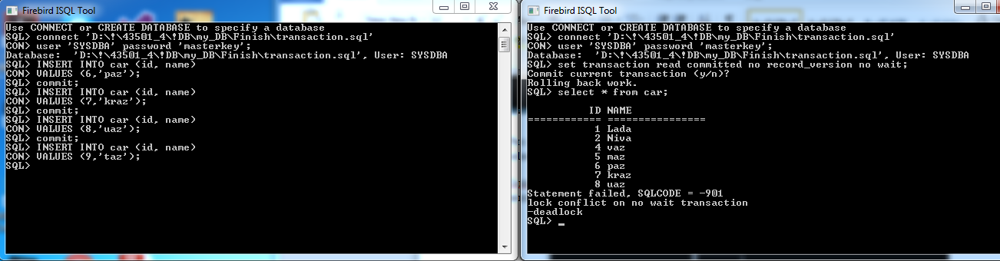 Firebird ISQL Tool
Use CONNECT or CREATE DATABASE to specify a database
SQL> connect 'D:\!\43501_4\!DB\my_DB\Finish\transaction.sql'
CON> user 'SYSDBA' password 'masterkey';
Database:  'D:\!\43501_4\!DB\my_DB\Finish\transaction.sql', User: SYSDBA
SQL> INSERT INTO car (id, name)
CON> VALUES (6,'paz');
SQL> commit;
SQL> INSERT INTO car (id, name)
CON> VALUES (7,'kraz');
SQL> commit;
SQL> INSERT INTO car (id, name)
CON> VALUES (8,'uaz');
SQL> commit;
SQL> INSERT INTO car (id, name)
CON> VALUES (9,'taz');
SQL>
Firebird ISQL Tool
Use CONNECT or CREATE DATABASE to specify a database
SQL> connect 'D:\!\43501_4\!DB\my_DB\Finish\transaction.sql'
CON> user 'SYSDBA' password 'masterkey';
Database:  'D:\!\43501_4\!DB\my_DB\Finish\transaction.sql', User: SYSDBA
SQL> set transaction read committed no record_version no wait;
Commit current transaction (y/n)?
Rolling back work.
SQL> select * from car;
ID NAME
============ ================
1 Lada
2 Niva
4 vaz
5 maz
6 paz
7 kraz
8 uaz
Statement failed, SQLCODE = -901
lock conflict on no wait transaction
-deadlock
SQL> _